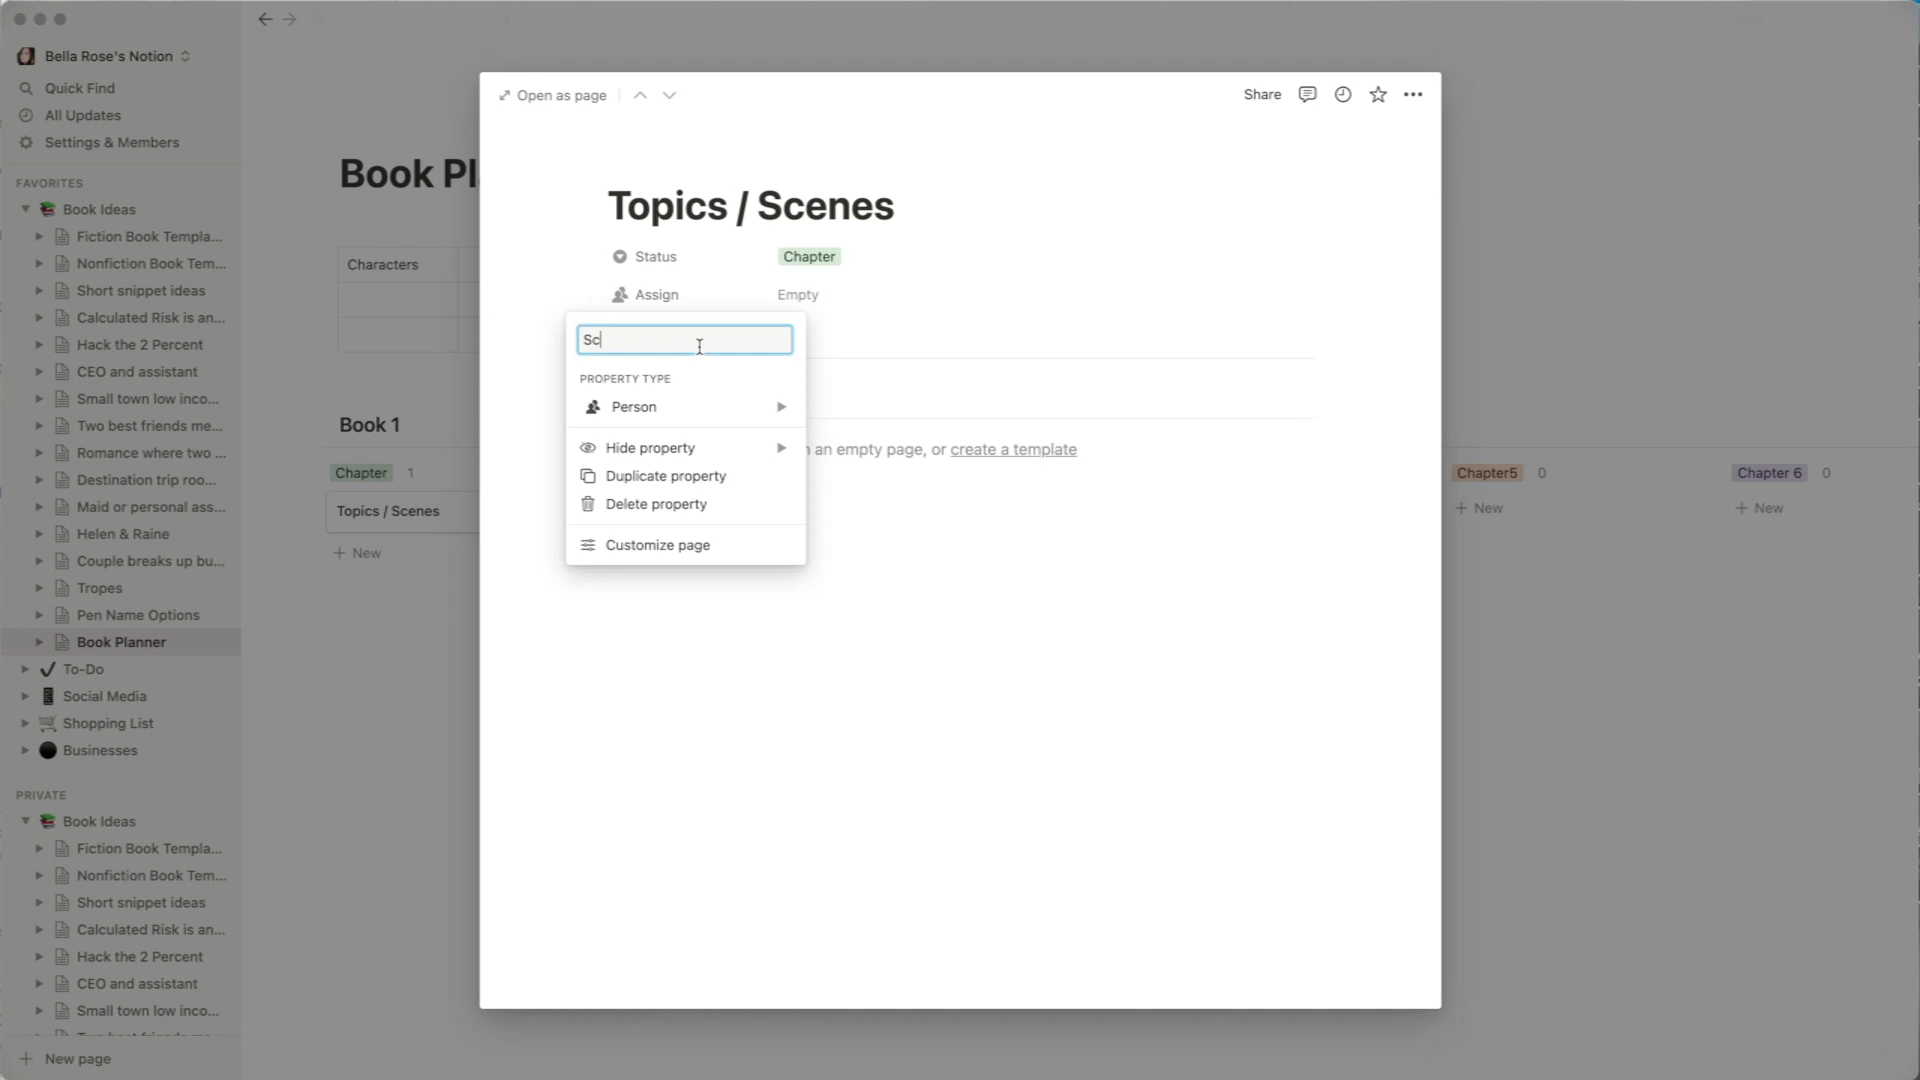 Bella Rose's Notion
Quick Find
All Updates
Settings & Members
FAVORITES
Book Ideas
Fiction Book Templa...
Nonfiction Book Tem...
Short snippet ideas
Calculated Risk is an...
Hack the 2 Percent
CEO and assistant
Small town low inco...
Two best friends me...
Romance where two ...
Destination trip roo...
Maid or personal ass...
Helen & Raine
Couple breaks up bu...
Tropes
Pen Name Options
Book Planner
To-Do
Social Media
Shopping List
Businesses
PRIVATE
Book Ideas
Fiction Book Templa...
Nonfiction Book Tem...
Short snippet ideas
Calculated Risk is an...
Hack the 2 Percent
CEO and assistant
Small town low inco...
New page
Book Pl
Characters
Book 1
Chapter 1
Topics / Scenes
+ New
Open as page
Share
Topics / Scenes
Status Chapter
Assign Empty
Sc
PROPERTY TYPE
Person
Hide property
Duplicate property
Delete property
Customize page
an empty page, or create a template
Chapter5 0
+ New
Chapter 6 0
+ New